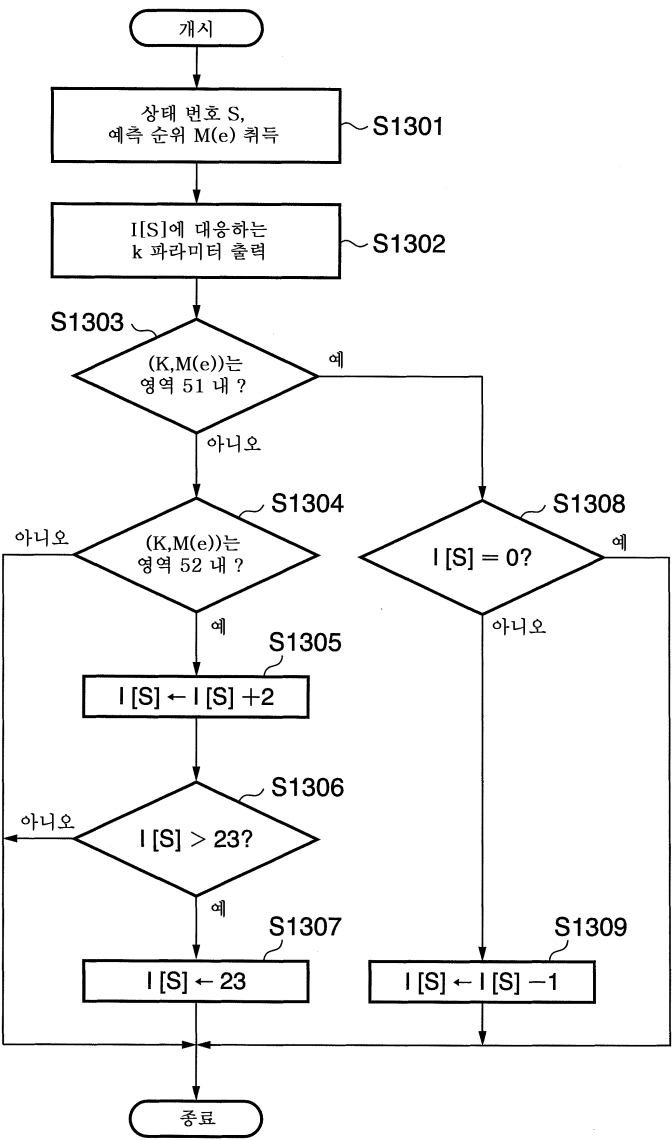 개시
상태 번호 S,
예측 순위 M(e) 취득
S1301
I[S]에 대응하는
k 파라미터 출력
S1302
S1303
(K,M(e))는
영역 51 내 ?
예
아니오
S1304
(K,M(e))는
영역 52 내 ?
아니오
예
S1308
I [S] = 0?
예
아니오
S1305
I [S] ← I [S] +2
S1306
I [S] > 23?
아니오
예
S1307
I [S] ← 23
S1309
I [S] ← I [S] −1
종료